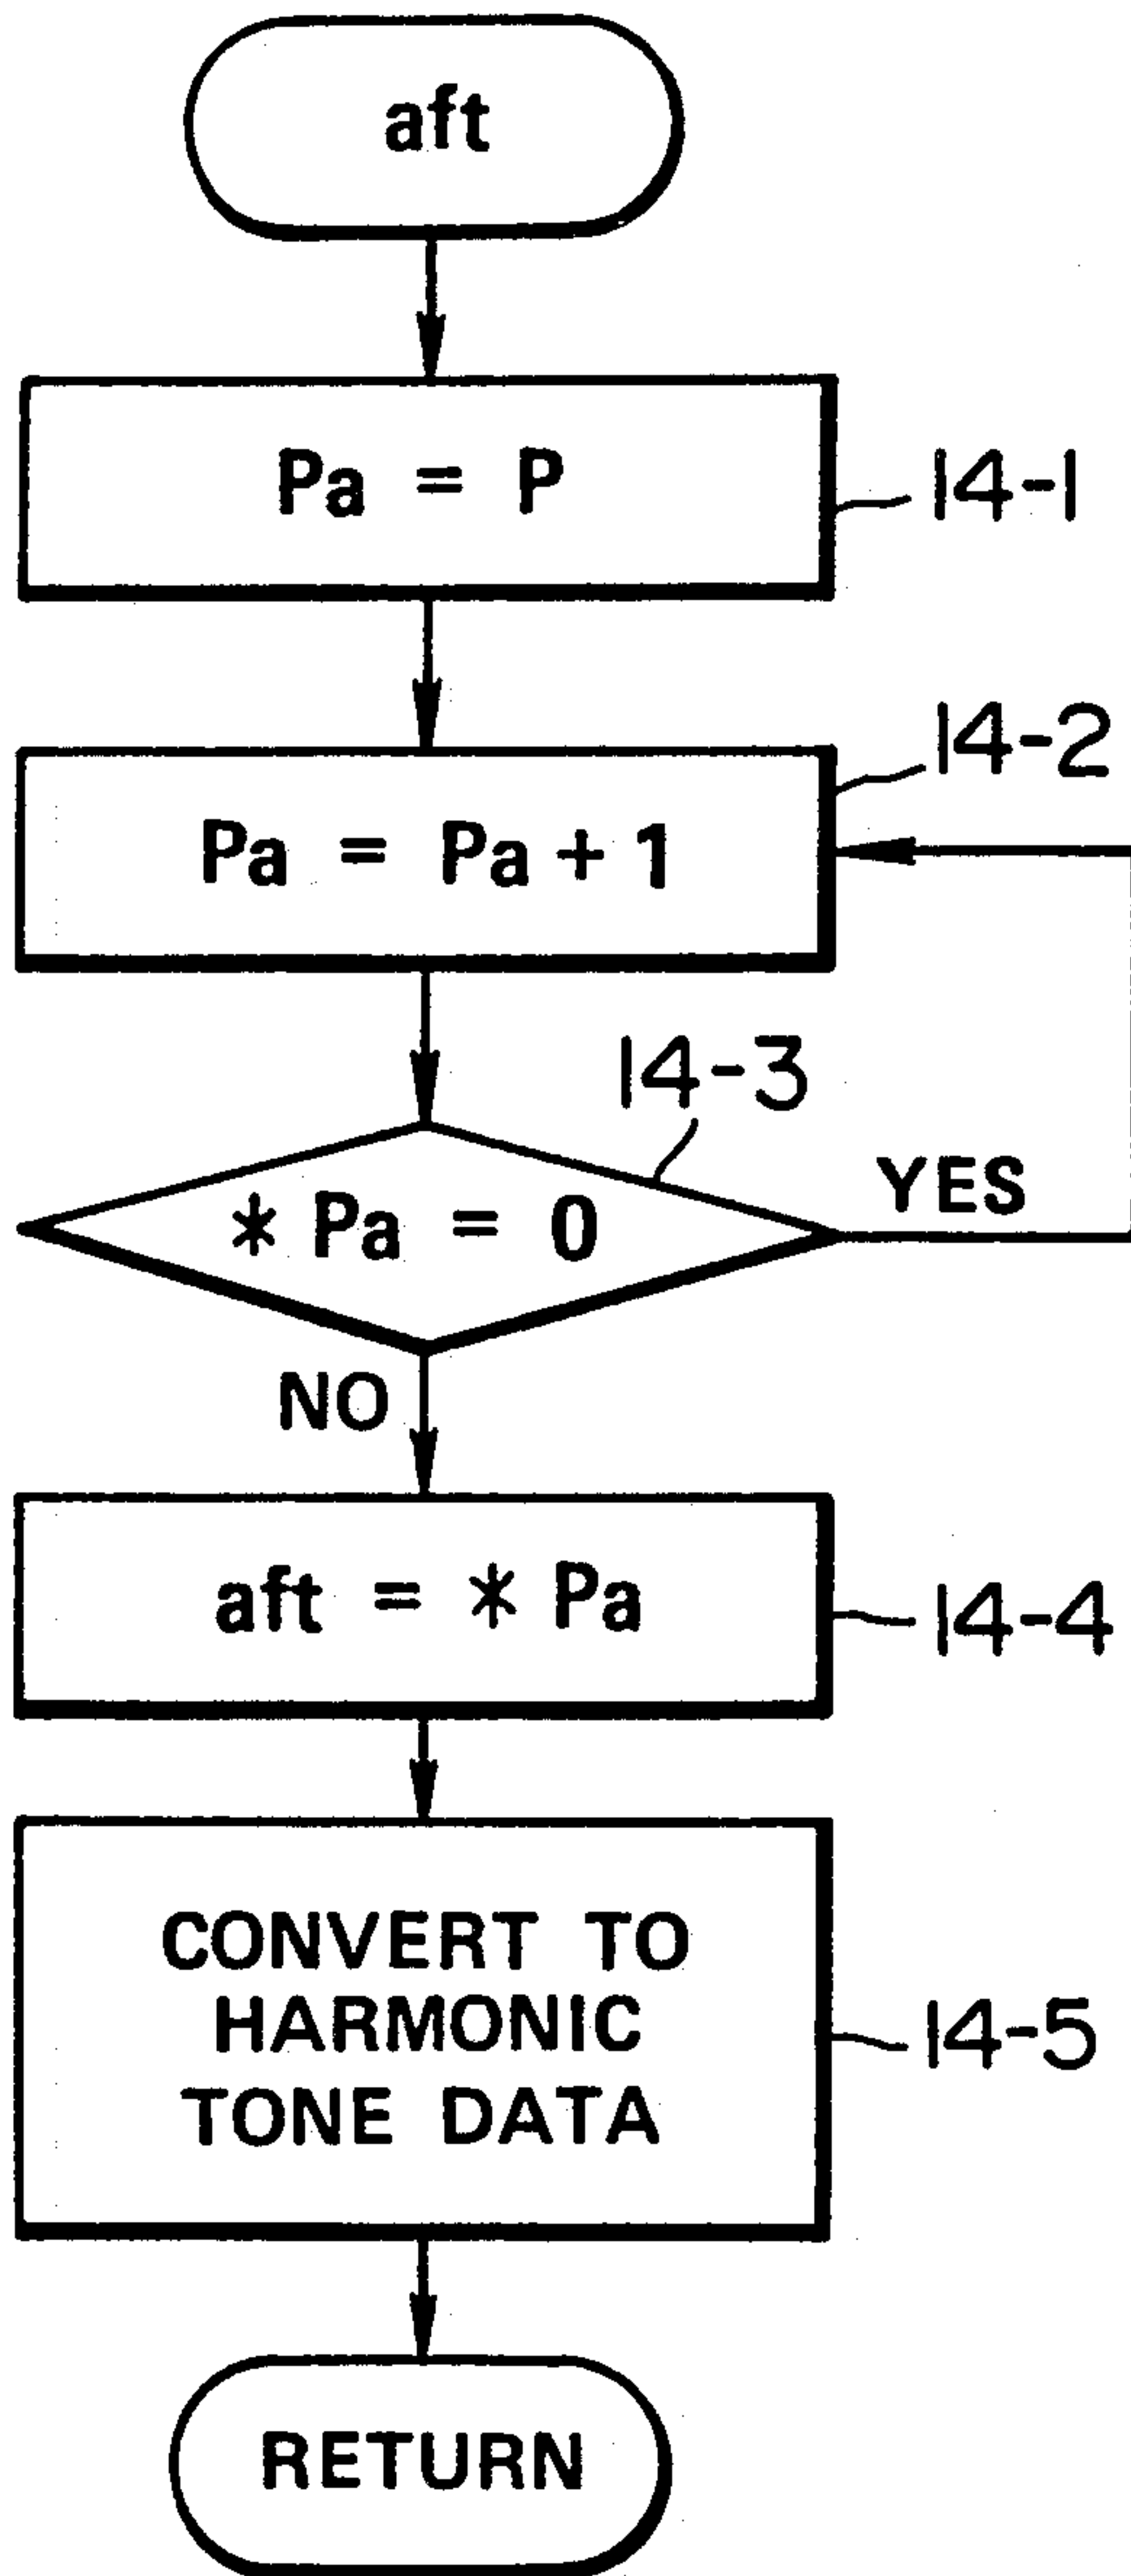 aft
Pa = P
14-1
14-2
Pa = Pa + 1
14-3
* Pa = 0
YES
NO
aft = * Pa
14-4
CONVERT TO
HARMONIC
TONE DATA
14-5
RETURN